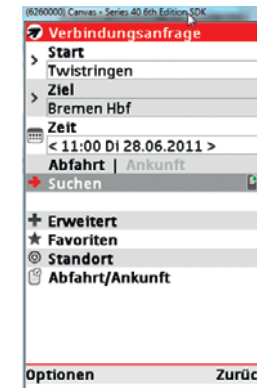 (6260000) Canvas - Series 40 6th Edition SDK
Verbindungsanfrage
> Start
Twistringen
> Ziel
Bremen Hbf
Zeit
< 11:00 Di 28.06.2011 >
Abfahrt | Ankunft
Suchen
Erweitert
Favoriten
Standort
Abfahrt/Ankunft
Optionen Zurüc